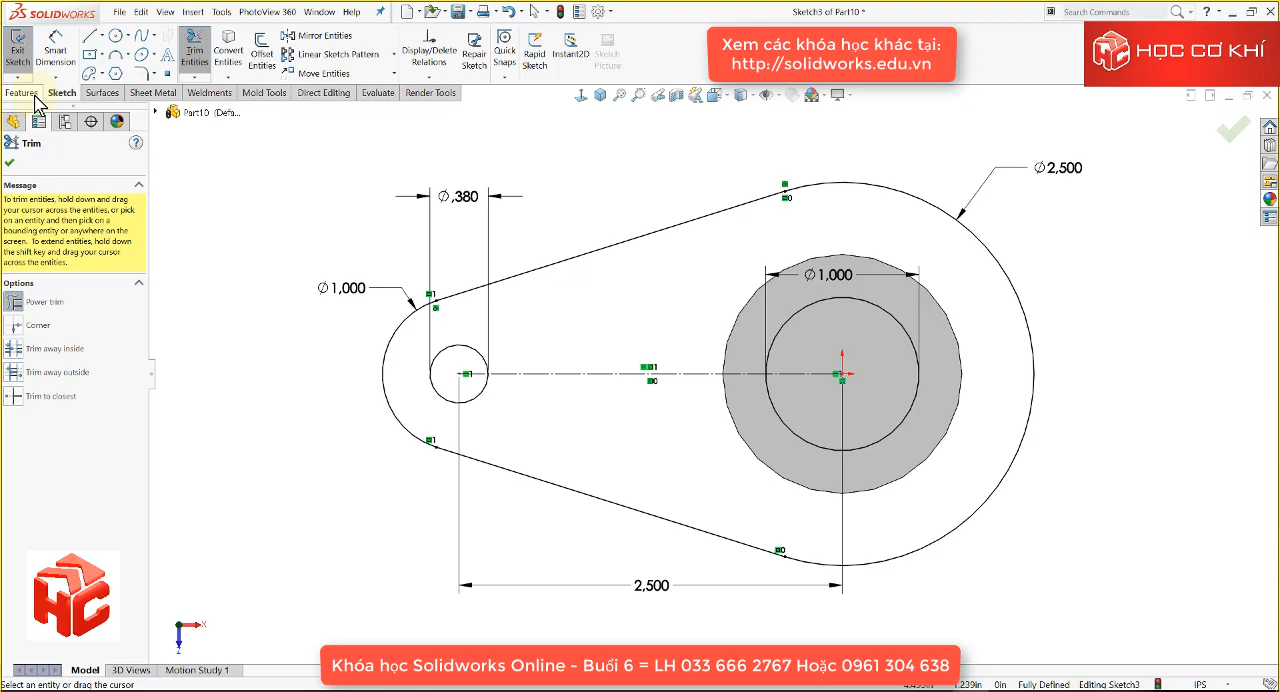 SOLIDWORKS File Edit View Insert Tools PhotoView 360 Window Help Sketch3 of Part10 * Search Commands
Exit Sketch
Smart Dimension
Trim Entities
Convert Entities
Offset Entities
Mirror Entities
Linear Sketch Pattern
Move Entities
Display/Delete Relations
Repair Sketch
Quick Snaps
Rapid Sketch
Instant2D
Sketch Picture
Xem các khóa học khác tại:
http://solidworks.edu.vn
HỌC CƠ KHÍ
Features Sketch Surfaces Sheet Metal Weldments Mold Tools Direct Editing Evaluate Render Tools
Part10 (Defa...
Trim
Message
To trim entities, hold down and drag
your cursor across the entities, or pick
on an entity and then pick on a
bounding entity or anywhere on the
screen. To extend entities, hold down
the shift key and drag your cursor
across the entities.
Options
Power trim
Corner
Trim away inside
Trim away outside
Trim to closest
∅2,500
∅,380
∅1,000
∅1,000
2,500
X
HC
Khóa học Solidworks Online - Buổi 6 = LH 033 666 2767 Hoặc 0961 304 638
Model 3D Views Motion Study 1
Select an entity or drag the cursor 0in Fully Defined Editing Sketch3 IPS